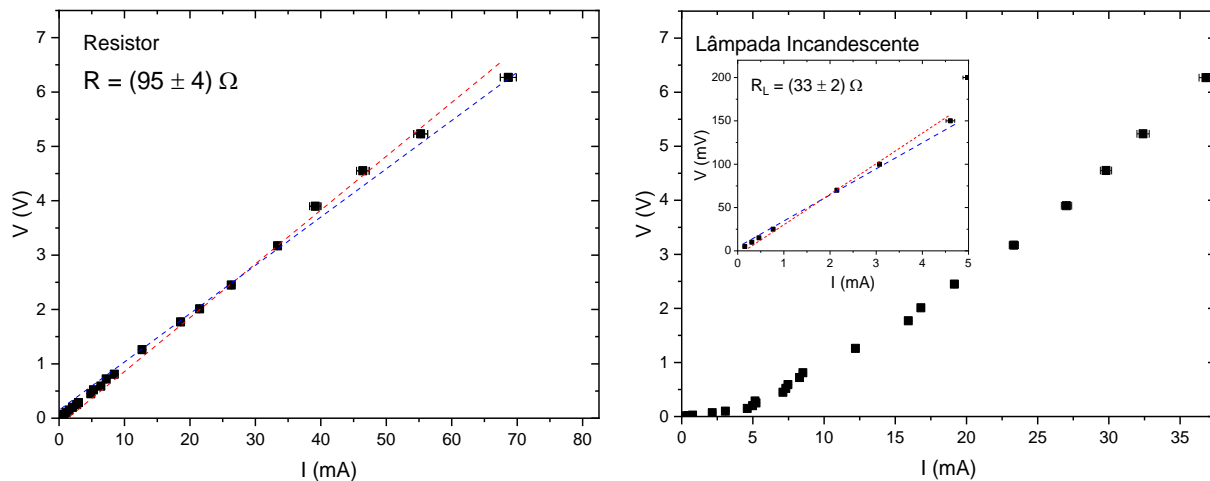 Resistor
R = (95 ± 4) Ω
V (V)
7
6
5
4
3
2
1
0
0 10 20 30 40 50 60 70 80
I (mA)
Lâmpada Incandescente
V (V)
7
6
5
4
3
2
1
0
0 5 10 15 20 25 30 35
I (mA)
R_L = (33 ± 2) Ω
V (mV)
200
150
100
50
0
0 1 2 3 4 5
I (mA)